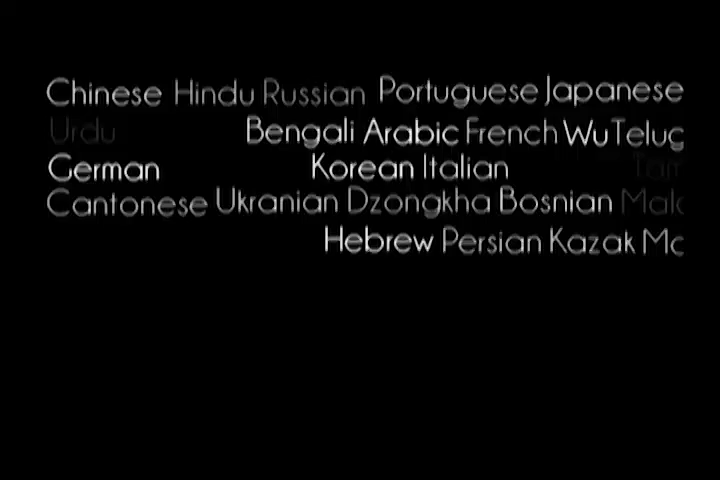 Chinese Hindu Russian Portuguese Japanese
Urdu Bengali Arabic French Wu Telug
German Korean Italian
Cantonese Ukranian Dzongkha Bosnian
Hebrew Persian Kazak